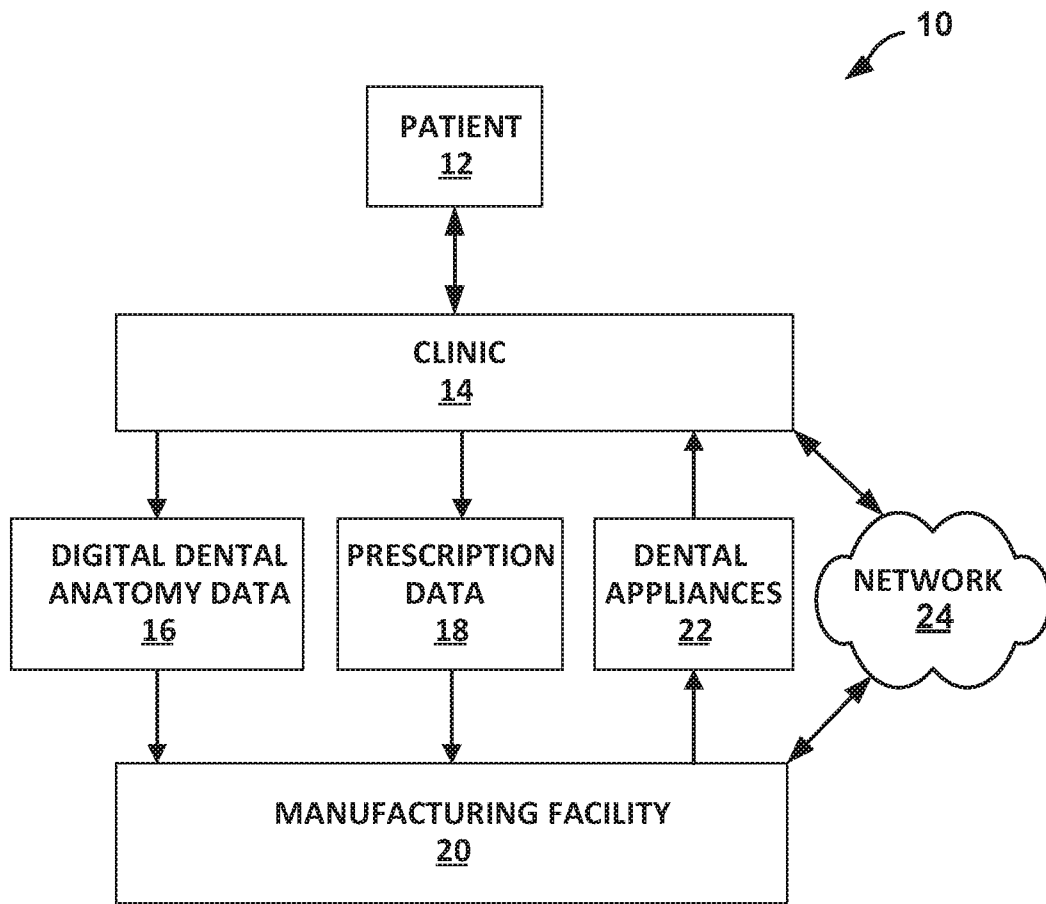 10
PATIENT
12
CLINIC
14
DIGITAL DENTAL
ANATOMY DATA
16
PRESCRIPTION
DATA
18
DENTAL
APPLIANCES
22
NETWORK
24
MANUFACTURING FACILITY
20